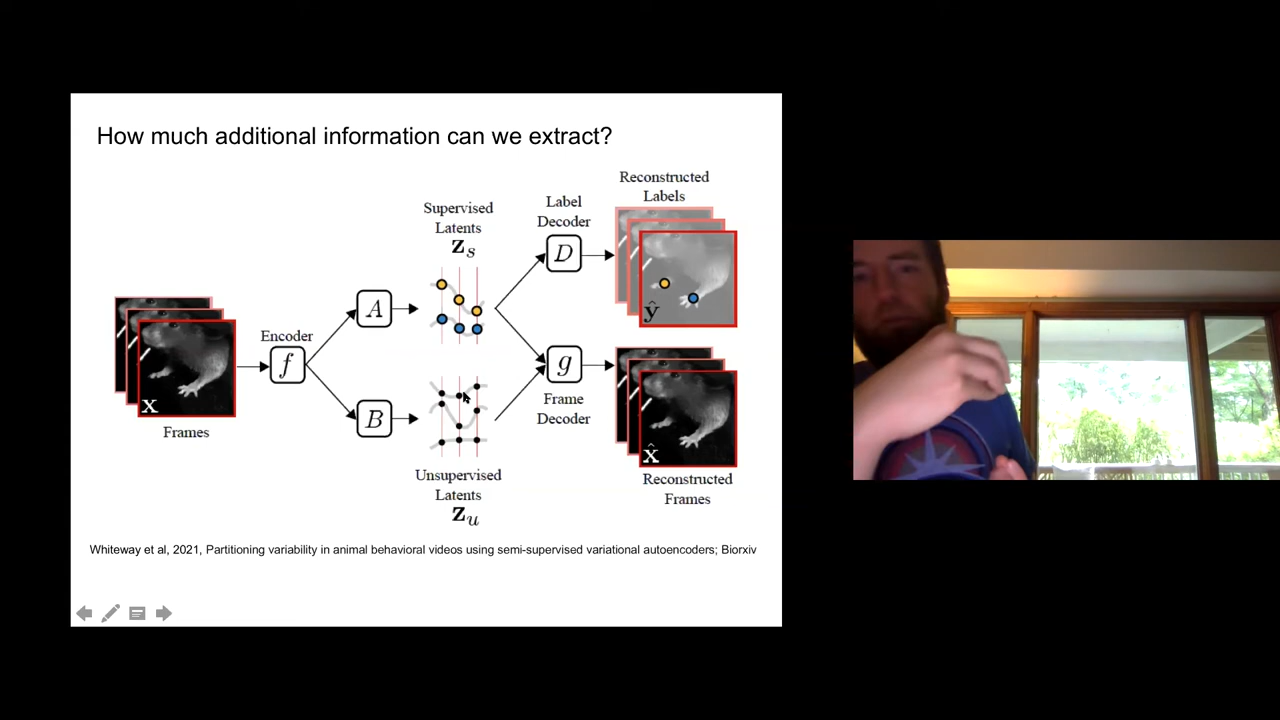 How much additional information can we extract?
Reconstructed
Labels
Label
Decoder
Supervised
Latents
z_s
D
ŷ
A
Encoder
f
x
Frames
g
Frame
Decoder
B
x̂
Reconstructed
Frames
Unsupervised
Latents
z_u
Whiteway et al, 2021, Partitioning variability in animal behavioral videos using semi-supervised variational autoencoders; Biorxiv